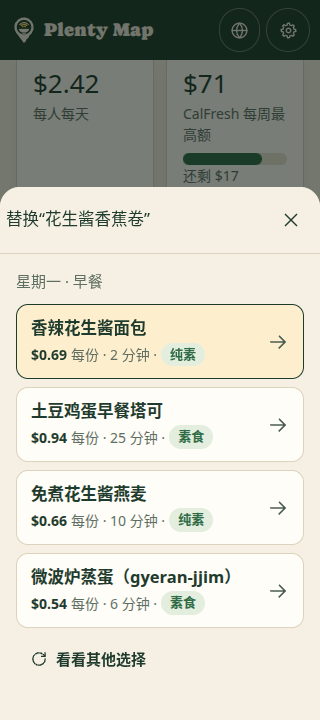 Plenty Map
$2.42
每人每天
$71
CalFresh 每周最
高额
还剩 $17
替换“花生酱香蕉卷”
星期一 · 早餐
香辣花生酱面包
$0.69 每份 · 2 分钟 · 纯素
土豆鸡蛋早餐塔可
$0.94 每份 · 25 分钟 · 素食
免煮花生酱燕麦
$0.66 每份 · 10 分钟 · 纯素
微波炉蒸蛋（gyeran-jjim）
$0.54 每份 · 6 分钟 · 素食
看看其他选择